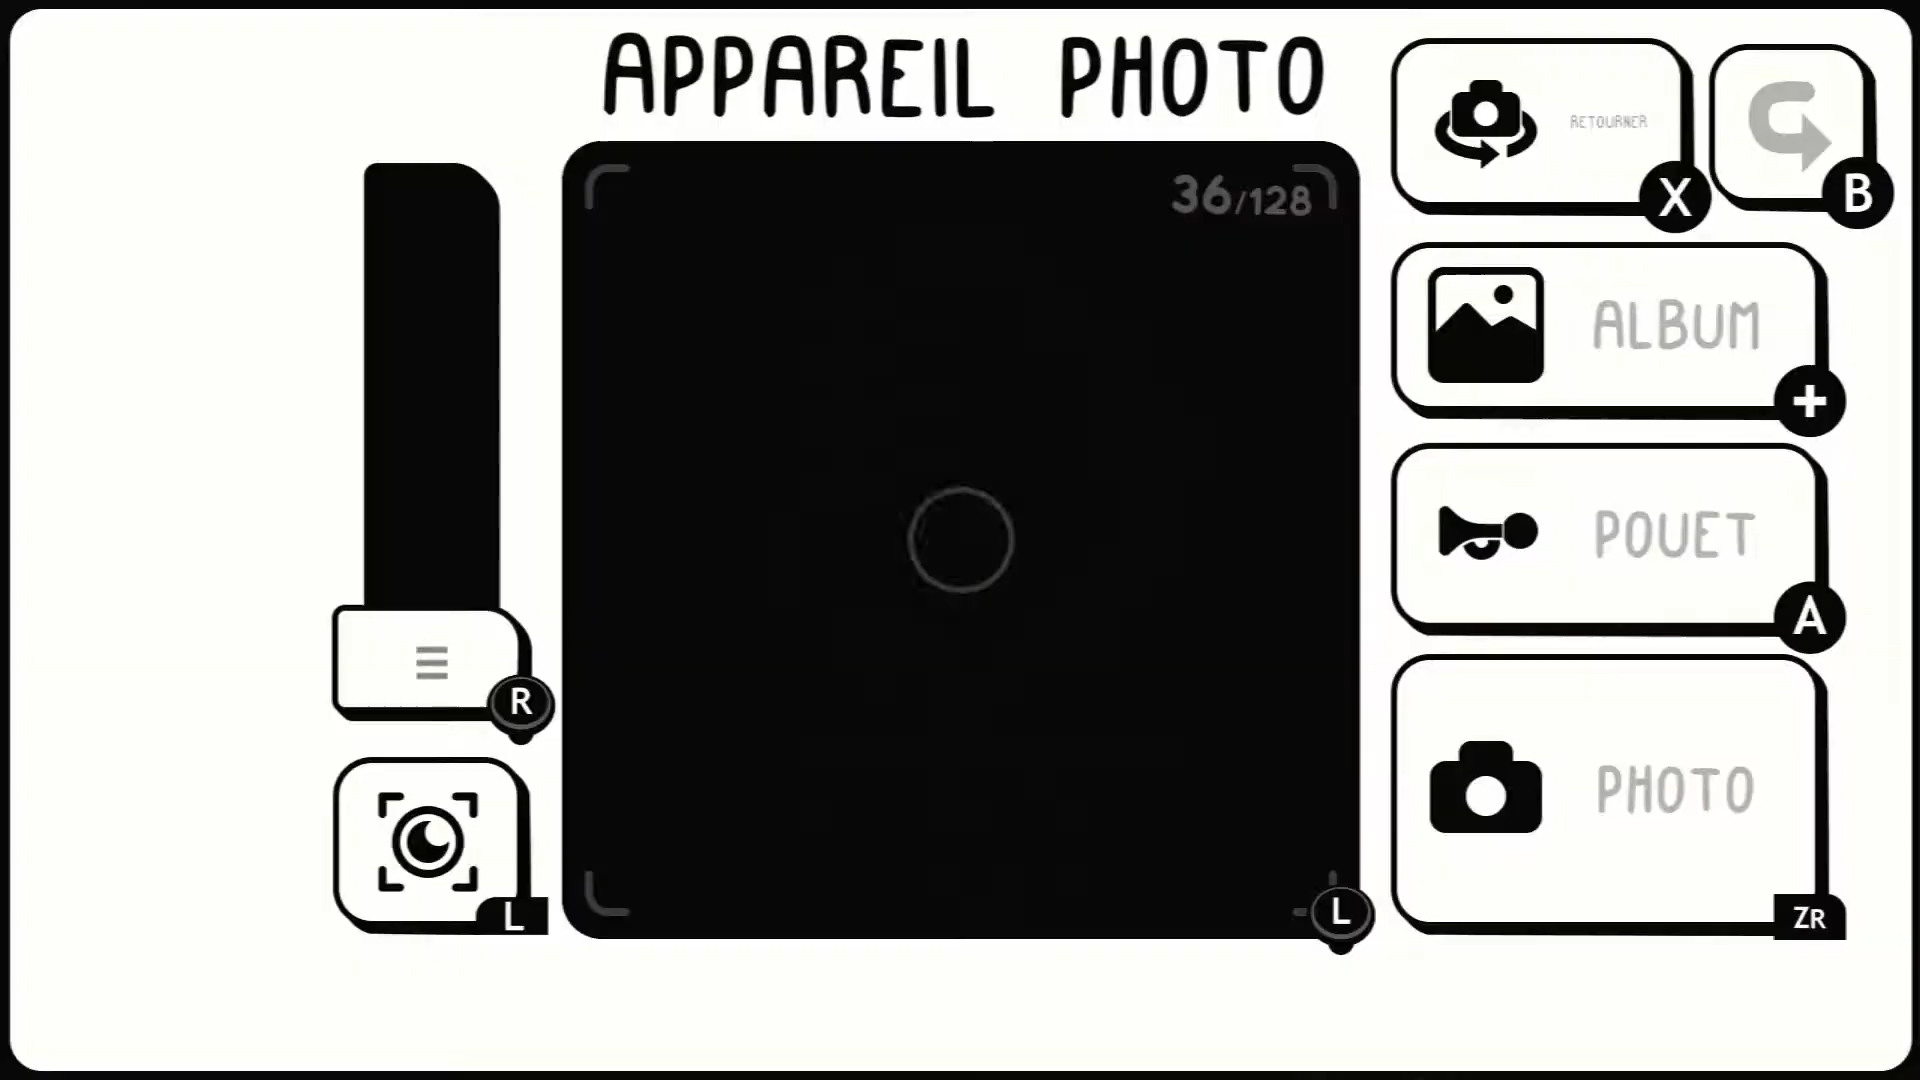 APPAREIL PHOTO
36/128
RETOURNER
X
B
ALBUM
+
POUET
A
R
PHOTO
L
L
ZR